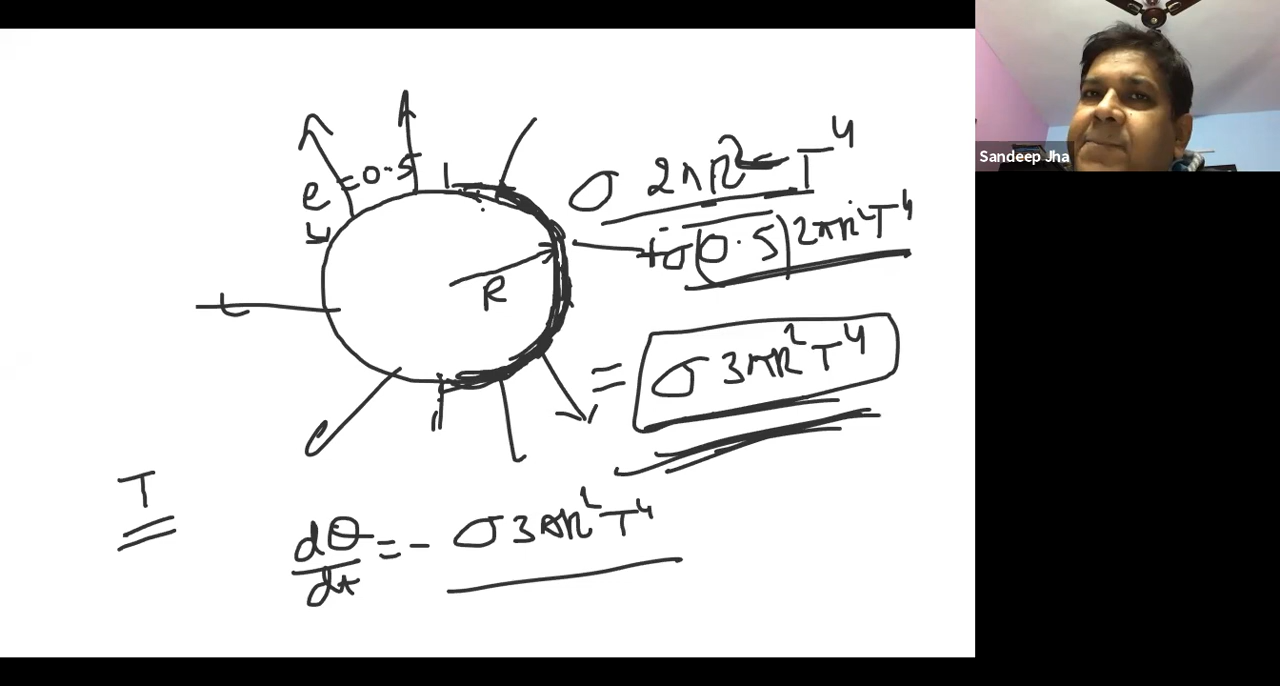 e = 0.5
R
σ 2πR² T⁴
+ σ(0.5) 2πR² T⁴
= σ 3πR² T⁴
T
dθ/dt = - σ 3πR² T⁴
Sandeep Jha